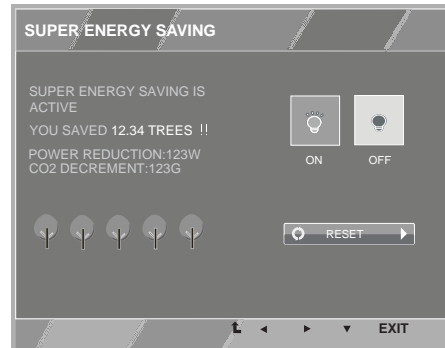 SUPER ENERGY SAVING
SUPER ENERGY SAVING IS
ACTIVE
YOU SAVED 12.34 TREES !!
POWER REDUCTION:123W
CO2 DECREMENT:123G
ON OFF
RESET
EXIT